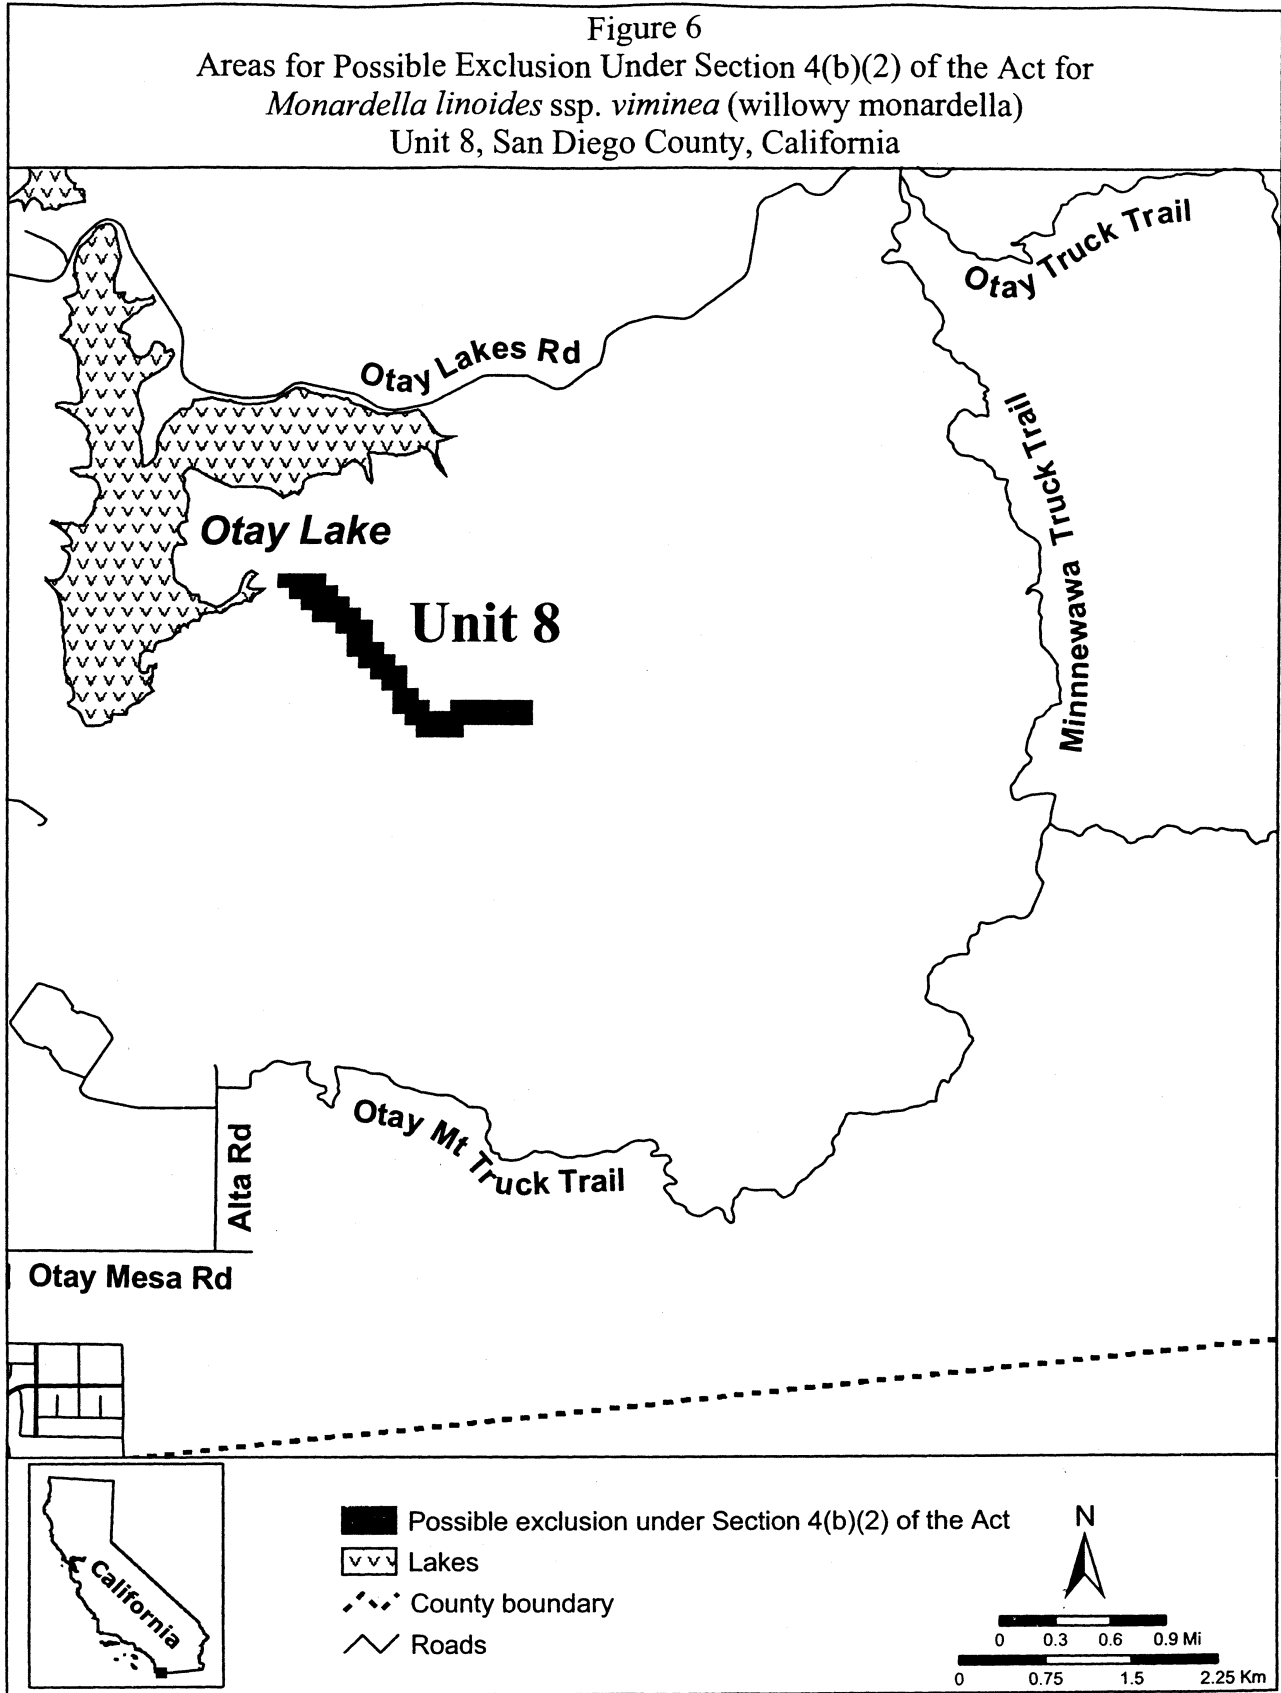 Figure 6
Areas for Possible Exclusion Under Section 4(b)(2) of the Act for
Monardella linoides ssp. viminea (willowy monardella)
Unit 8, San Diego County, California
Otay Truck Trail
Otay Lakes Rd
Minnnewawa Truck Trail
Otay Lake
Unit 8
Otay Mt Truck Trail
Alta Rd
Otay Mesa Rd
California
Possible exclusion under Section 4(b)(2) of the Act
Lakes
County boundary
Roads
N
0 0.3 0.6 0.9 Mi
0 0.75 1.5 2.25 Km